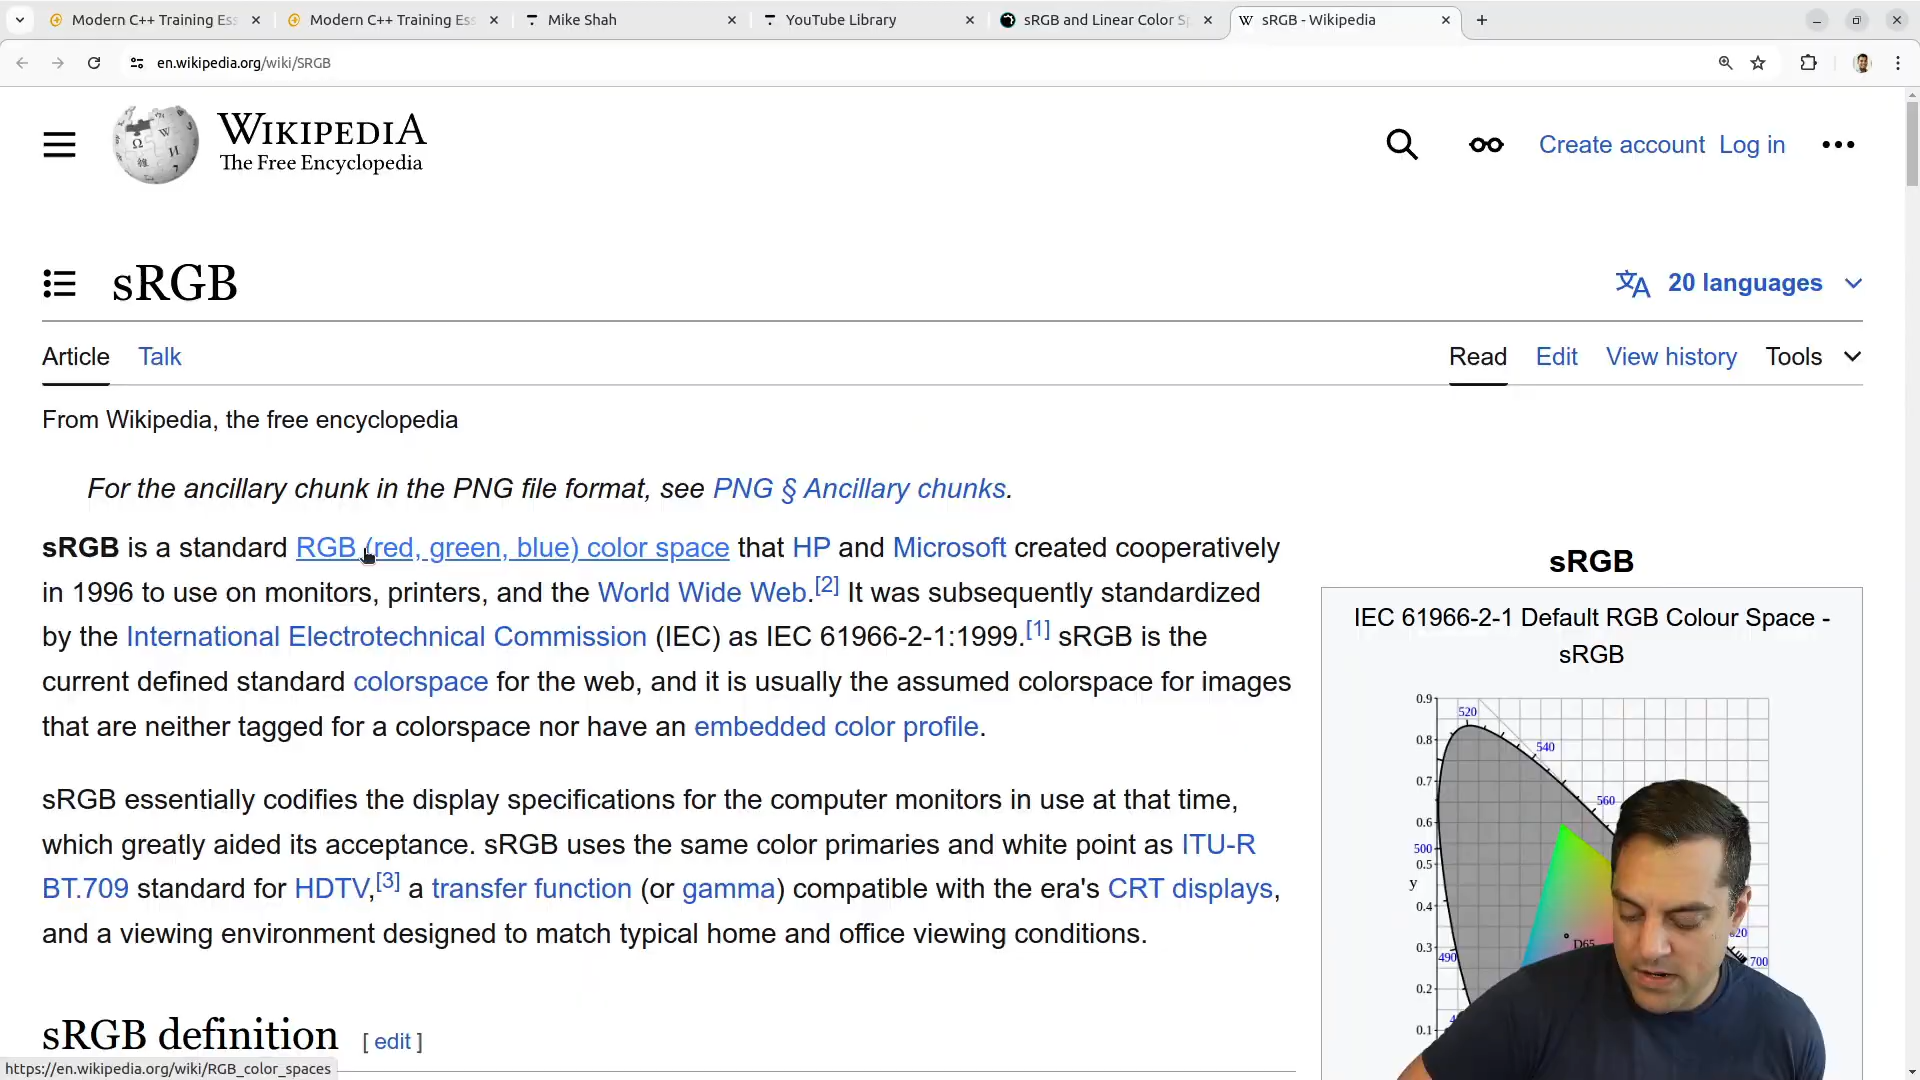 Modern C++ Training Ess
Modern C++ Training Ess
Mike Shah
YouTube Library
sRGB and Linear Color Sp
sRGB - Wikipedia
en.wikipedia.org/wiki/SRGB
WIKIPEDIA
The Free Encyclopedia
Create account Log in
sRGB
20 languages
Article Talk
Read Edit View history Tools
From Wikipedia, the free encyclopedia
For the ancillary chunk in the PNG file format, see PNG § Ancillary chunks.
sRGB is a standard RGB (red, green, blue) color space that HP and Microsoft created cooperatively
in 1996 to use on monitors, printers, and the World Wide Web.[2] It was subsequently standardized
by the International Electrotechnical Commission (IEC) as IEC 61966-2-1:1999.[1] sRGB is the
current defined standard colorspace for the web, and it is usually the assumed colorspace for images
that are neither tagged for a colorspace nor have an embedded color profile.
sRGB essentially codifies the display specifications for the computer monitors in use at that time,
which greatly aided its acceptance. sRGB uses the same color primaries and white point as ITU-R
BT.709 standard for HDTV,[3] a transfer function (or gamma) compatible with the era's CRT displays,
and a viewing environment designed to match typical home and office viewing conditions.
sRGB definition [ edit ]
sRGB
IEC 61966-2-1 Default RGB Colour Space -
sRGB
0.9
520
0.8
540
0.7
560
0.6
500
0.5
y
0.4
D65
620
0.3
490
700
0.2
0.1
https://en.wikipedia.org/wiki/RGB_color_spaces